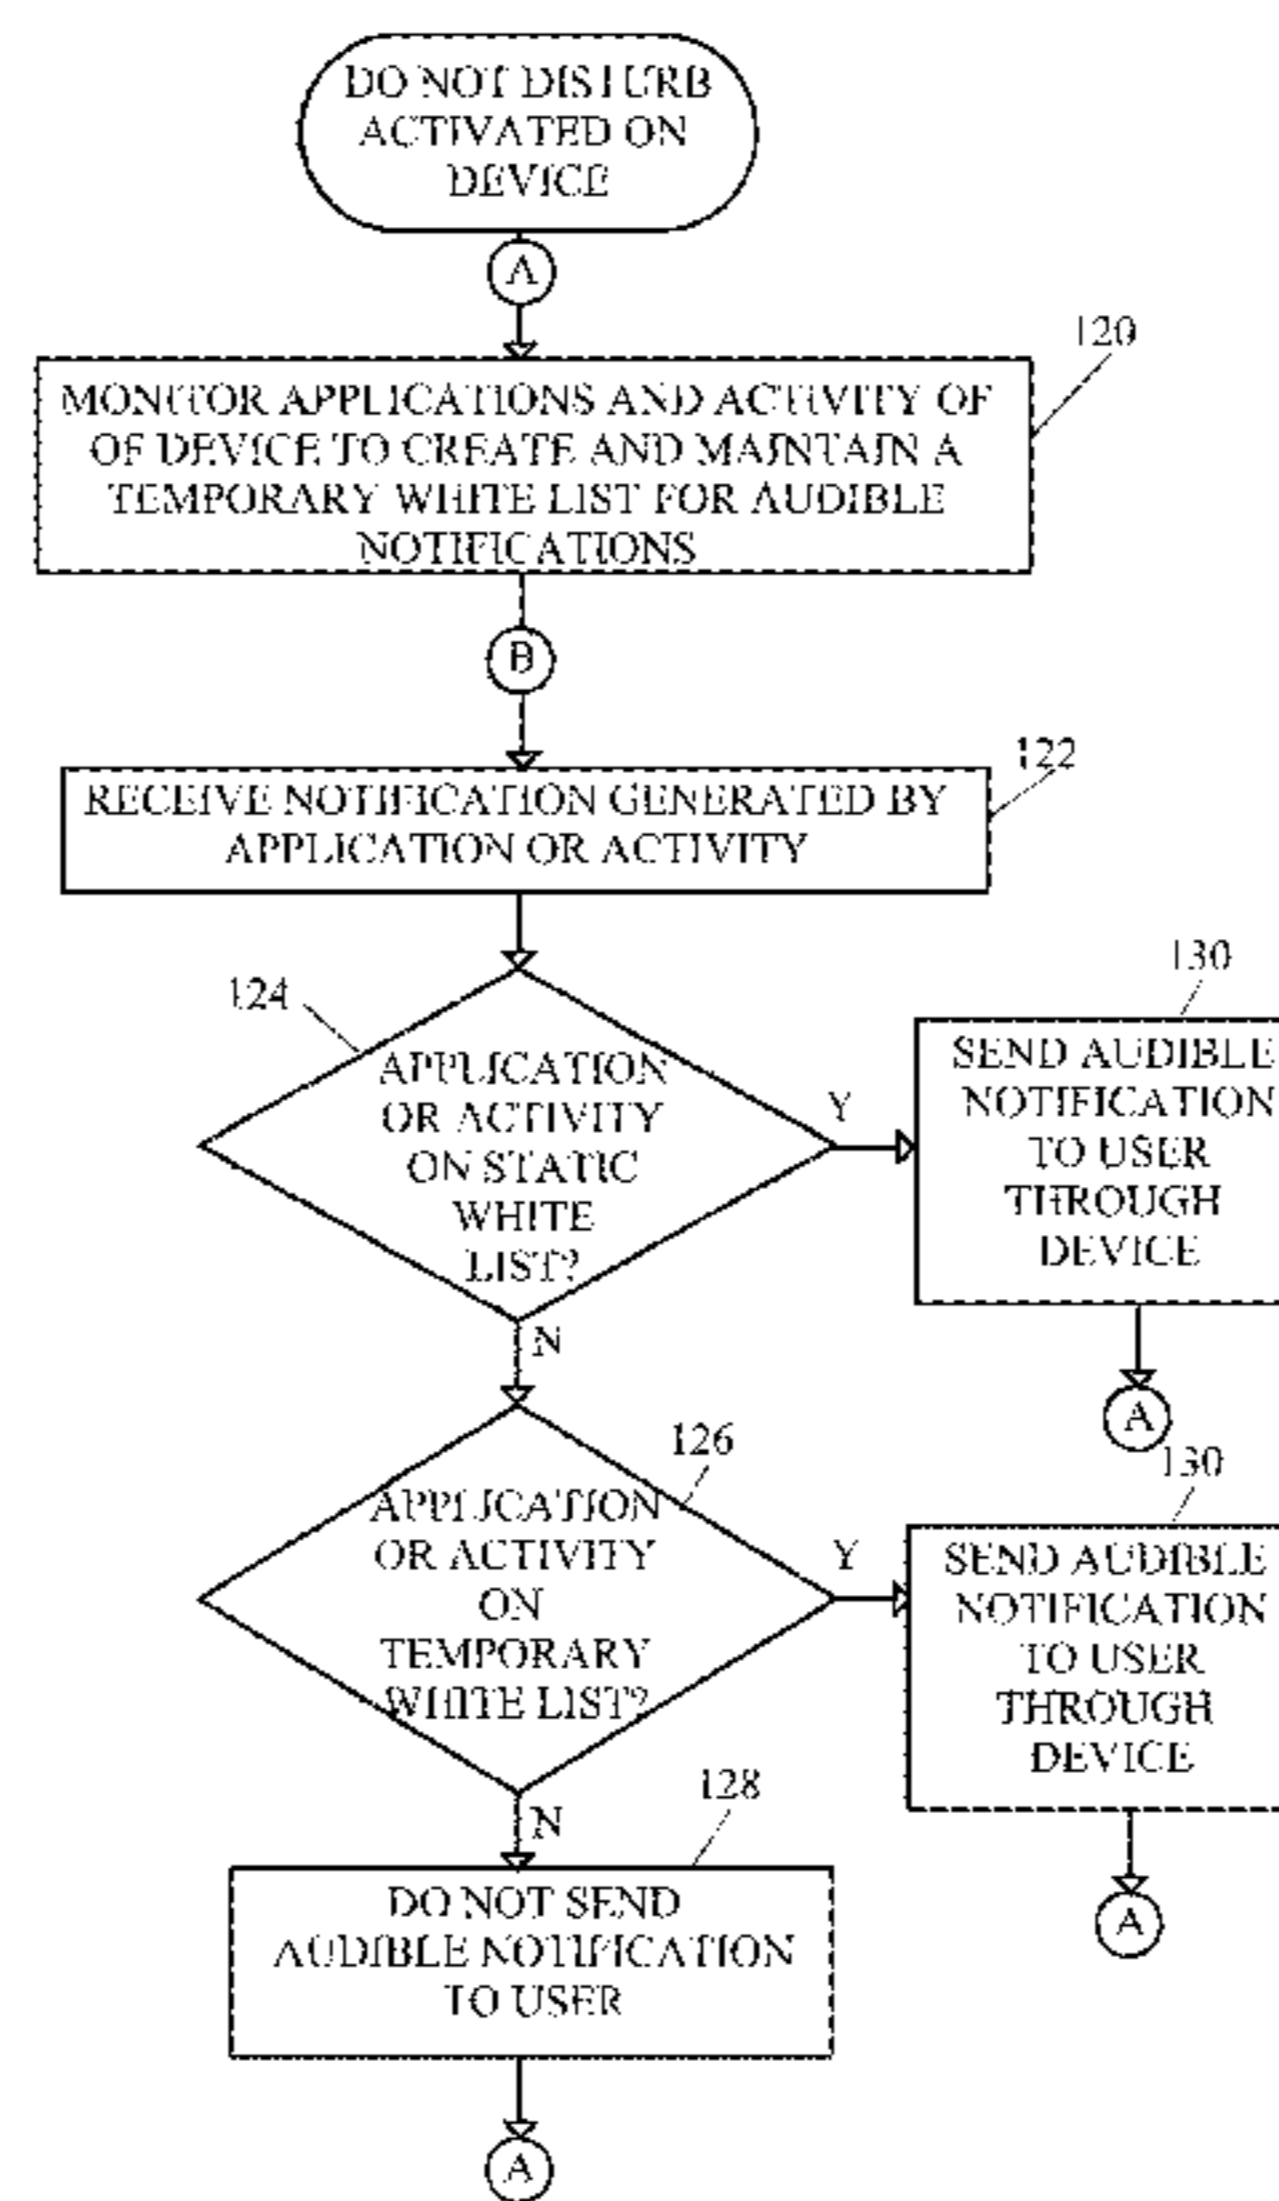 DO NOT DISTURB
ACTIVATED ON
DEVICE
A
120
MONITOR APPLICATIONS AND ACTIVITY OF
OF DEVICE TO CREATE AND MAINTAIN A
TEMPORARY WHITE LIST FOR AUDIBLE
NOTIFICATIONS
B
122
RECEIVE NOTIFICATION GENERATED BY
APPLICATION OR ACTIVITY
124
APPLICATION
OR ACTIVITY
ON STATIC
WHITE
LIST?
Y
130
SEND AUDIBLE
NOTIFICATION
TO USER
THROUGH
DEVICE
A
N
126
APPLICATION
OR ACTIVITY
ON
TEMPORARY
WHITE LIST?
Y
130
SEND AUDIBLE
NOTIFICATION
TO USER
THROUGH
DEVICE
A
N
128
DO NOT SEND
AUDIBLE NOTIFICATION
TO USER
A